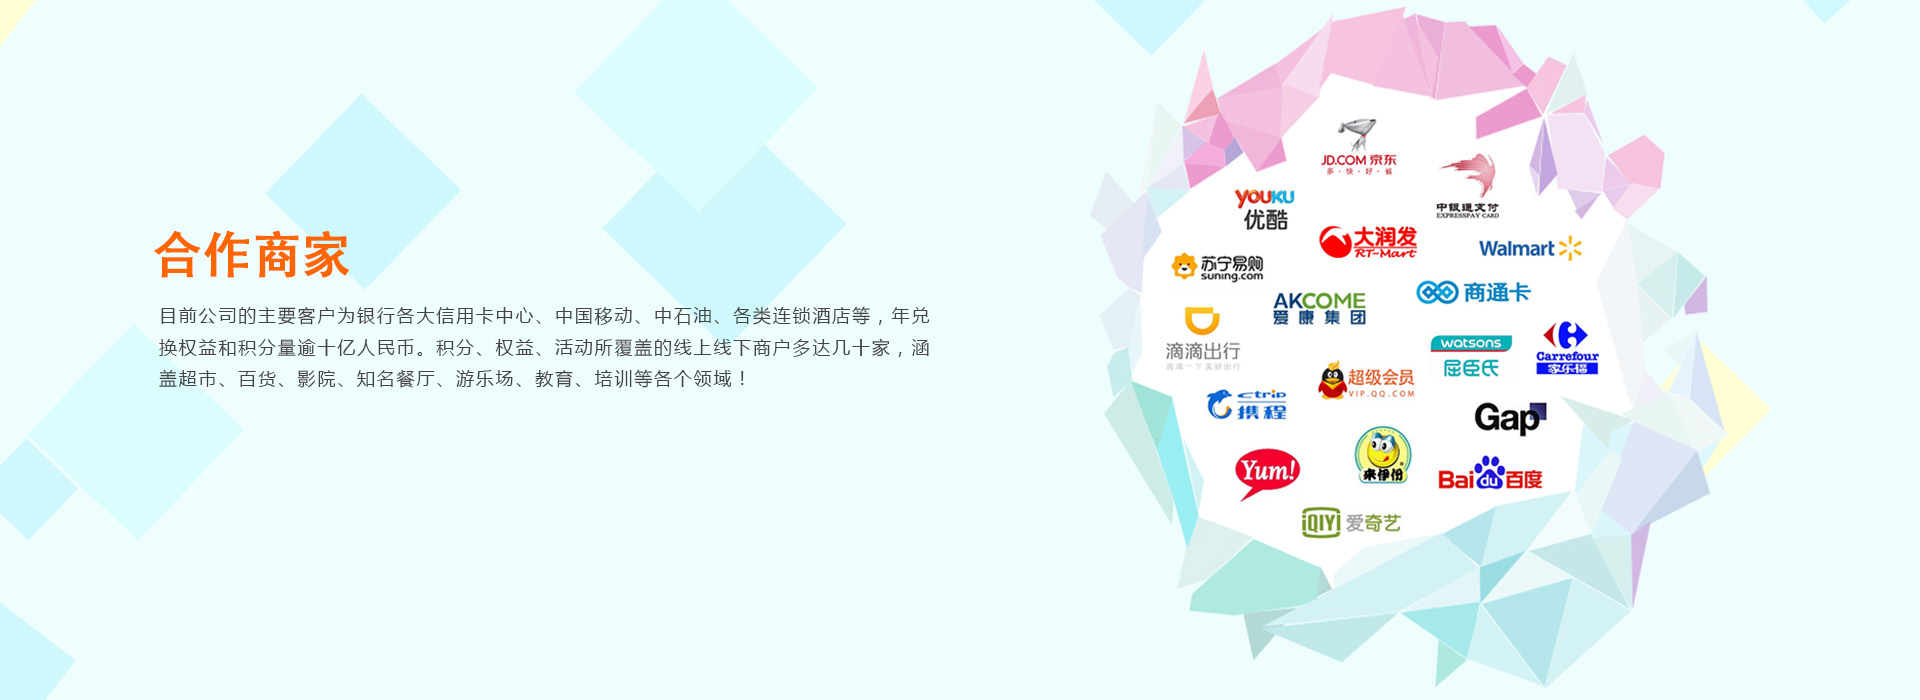 合作商家
目前公司的主要客户为银行各大信用卡中心、中国移动、中石油、各类连锁酒店等，年兑
换权益和积分量逾十亿人民币。积分、权益、活动所覆盖的线上线下商户多达几十家，涵
盖超市、百货、影院、知名餐厅、游乐场、教育、培训等各个领域！
JD.COM 京东
多·快·好·省
中银通支付
EXPRESSPAY CARD
YOUKU
优酷
大润发
RT-Mart
Walmart
苏宁易购
suning.com
商通卡
AKCOME
爱康集团
滴滴出行
滴滴一下 美好出行
watsons
屈臣氏
Carrefour
家乐福
超级会员
VIP.QQ.COM
ctrip
携程
Gap
来伊份
Yum!
Bai du 百度
iQIYI 爱奇艺